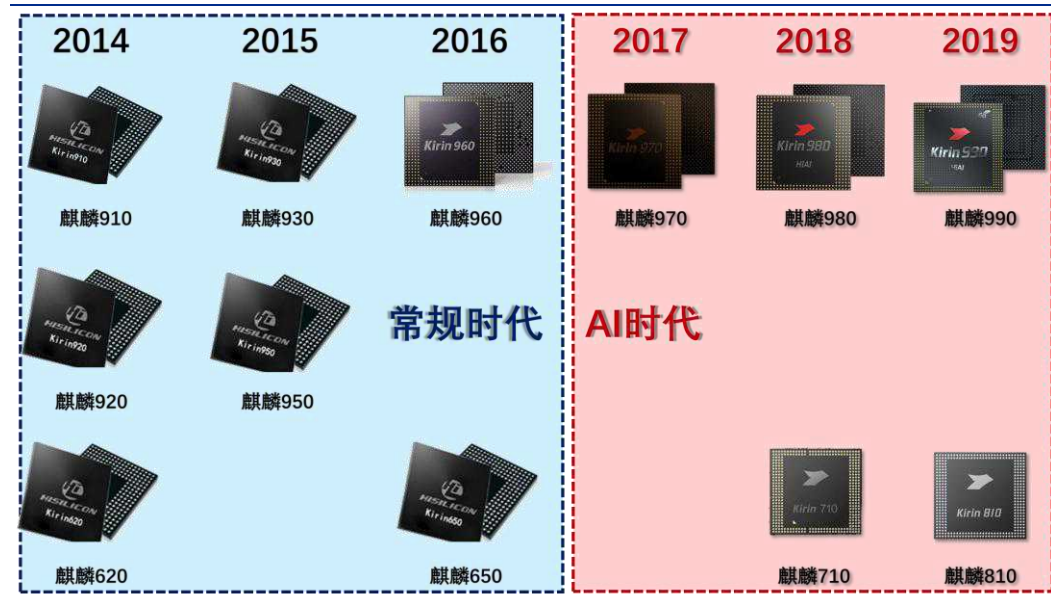 2014
2015
2016
2017
2018
2019
HISILICON
Kirin910
HISILICON
Kirin930
Kirin 960
Kirin 970
Kirin 980
HiAI
Kirin 990
HiAI
麒麟910
麒麟930
麒麟960
麒麟970
麒麟980
麒麟990
HISILICON
Kirin920
HISILICON
Kirin950
常规时代
AI时代
麒麟920
麒麟950
HISILICON
Kirin620
HISILICON
Kirin650
Kirin 710
Kirin 810
麒麟620
麒麟650
麒麟710
麒麟810